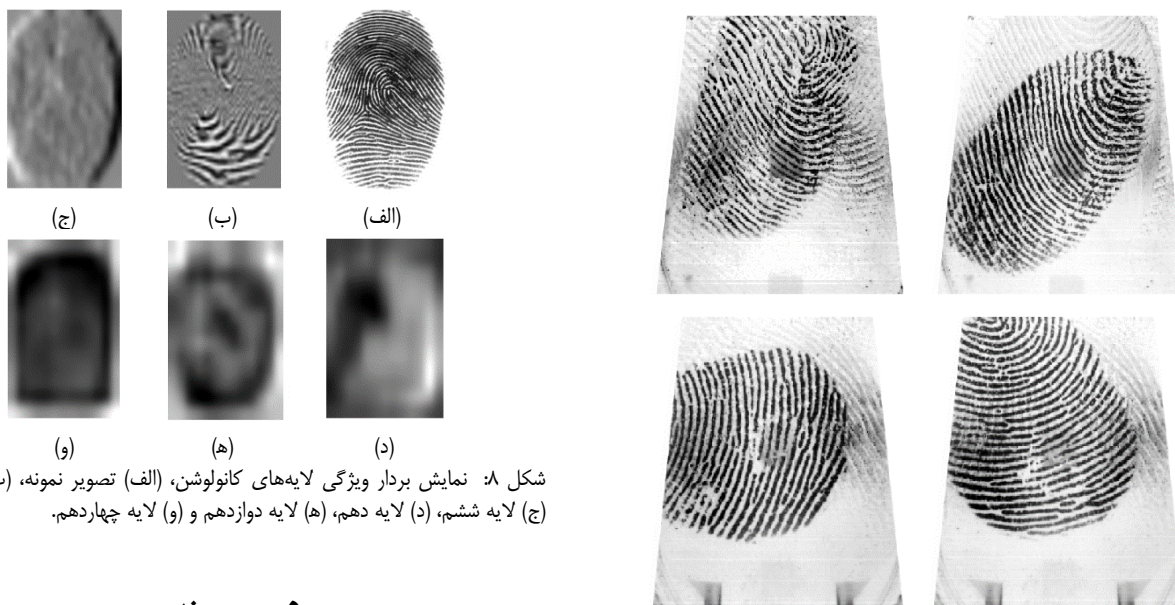 (الف) (ب) (ج)
(د) (ه) (و)
شکل ۸: نمایش بردار ویژگی لایه‌های کانولوشن، (الف) تصویر نمونه،
(ج) لایه ششم، (د) لایه دهم، (ه) لایه دوازدهم و (و) لایه چهاردهم.